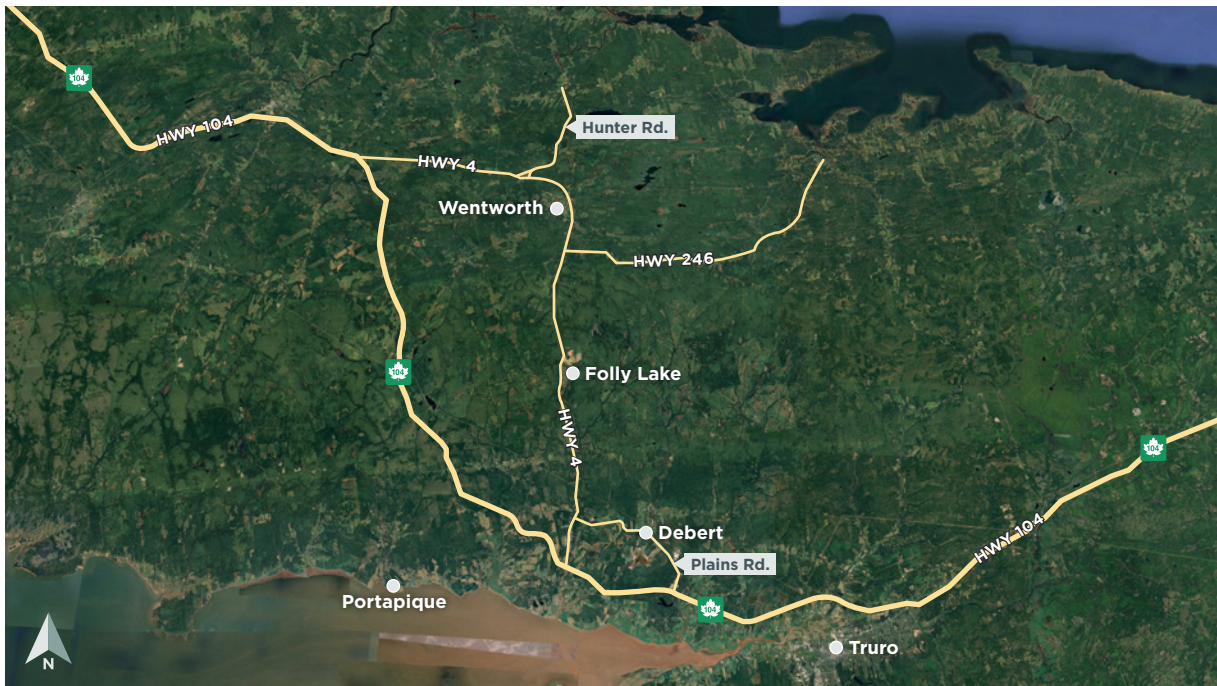 104
HWY 104
Hunter Rd.
HWY 4
Wentworth
HWY 246
104
Folly Lake
HWY 4
104
HWY 104
Debert
Plains Rd.
Portapique
104
Truro
N